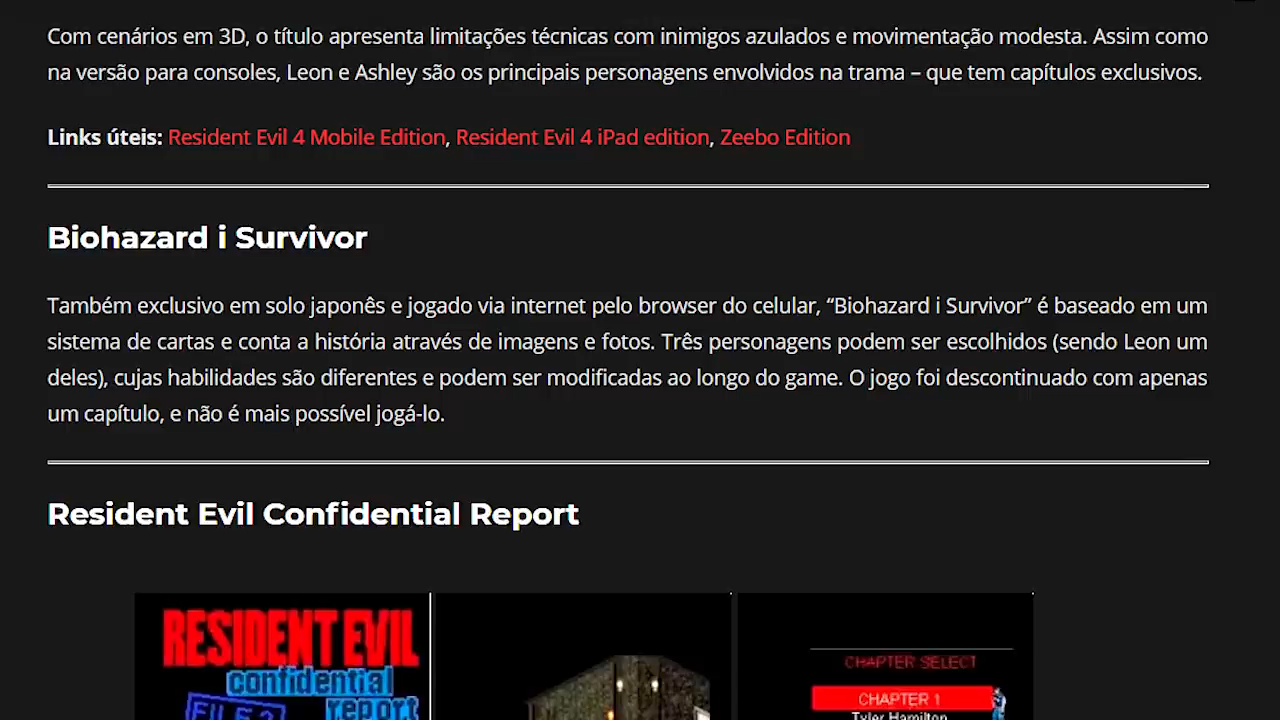 Com cenários em 3D, o título apresenta limitações técnicas com inimigos azulados e movimentação modesta. Assim como
na versão para consoles, Leon e Ashley são os principais personagens envolvidos na trama – que tem capítulos exclusivos.
Links úteis: Resident Evil 4 Mobile Edition, Resident Evil 4 iPad edition, Zeebo Edition
Biohazard i Survivor
Também exclusivo em solo japonês e jogado via internet pelo browser do celular, “Biohazard i Survivor” é baseado em um
sistema de cartas e conta a história através de imagens e fotos. Três personagens podem ser escolhidos (sendo Leon um
deles), cujas habilidades são diferentes e podem ser modificadas ao longo do game. O jogo foi descontinuado com apenas
um capítulo, e não é mais possível jogá-lo.
Resident Evil Confidential Report
RESIDENT EVIL
confidential
report
FILE 2
CHAPTER SELECT
CHAPTER 1
Tyler Hamilton